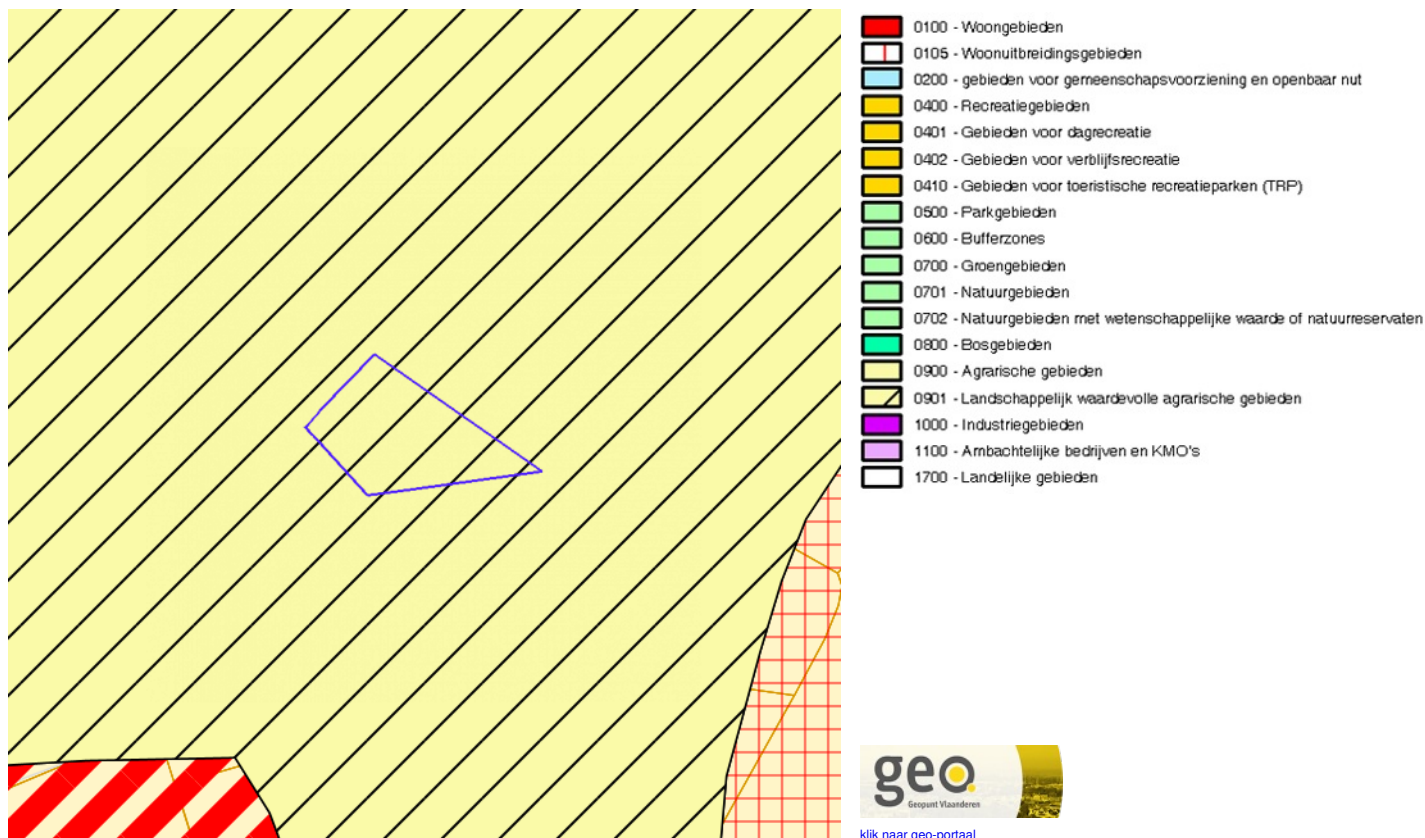 0100 - Woongebieden
0105 - Woonuitbreidingsgebieden
0200 - gebieden voor gemeenschapsvoorziening en openbaar nut
0400 - Recreatiegebieden
0401 - Gebieden voor dagrecreatie
0402 - Gebieden voor verblijfsrecreatie
0410 - Gebieden voor toeristische recreatieparken (TRP)
0500 - Parkgebieden
0600 - Bufferzones
0700 - Groengebieden
0701 - Natuurgebieden
0702 - Natuurgebieden met wetenschappelijke waarde of natuurreservaten
0800 - Bosgebieden
0900 - Agrarische gebieden
0901 - Landschappelijk waardevolle agrarische gebieden
1000 - Industriegebieden
1100 - Ambachtelijke bedrijven en KMO's
1700 - Landelijke gebieden
geo
Geopunt Vlaanderen
klik naar geo-portaal